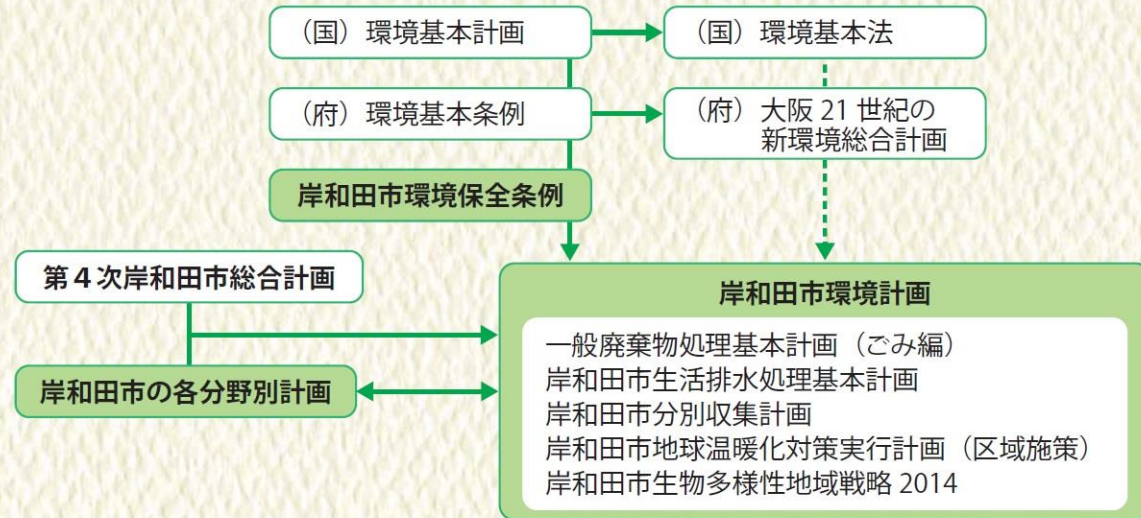 （国）環境基本計画
（国）環境基本法
（府）環境基本条例
（府）大阪 21 世紀の
新環境総合計画
岸和田市環境保全条例
第４次岸和田市総合計画
岸和田市の各分野別計画
岸和田市環境計画
一般廃棄物処理基本計画（ごみ編）
岸和田市生活排水処理基本計画
岸和田市分別収集計画
岸和田市地球温暖化対策実行計画（区域施策）
岸和田市生物多様性地域戦略 2014